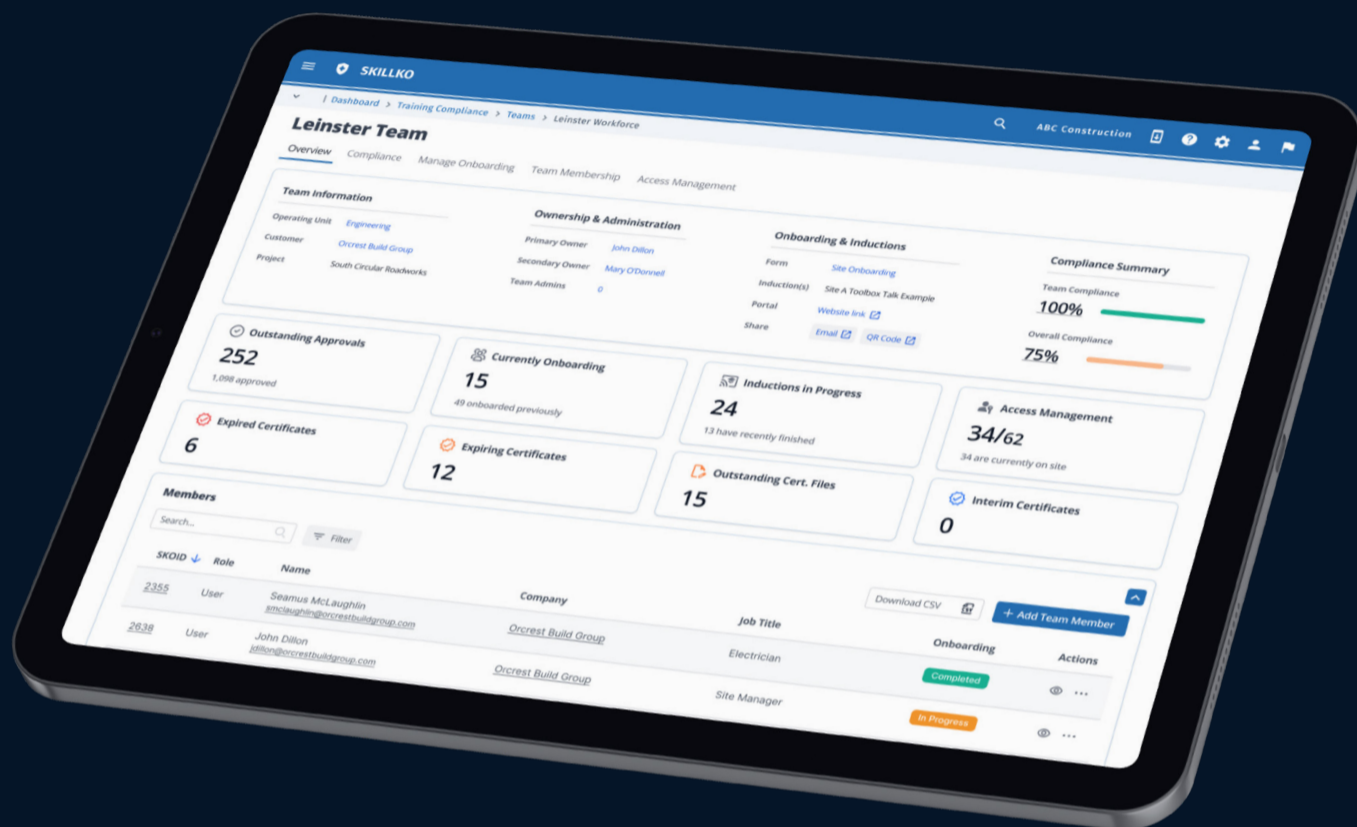 SKILLKO
ABC Construction
Dashboard > Training Compliance > Teams > Leinster Workforce
Leinster Team
Overview Compliance Manage Onboarding Team Membership Access Management
Team Information
Operating Unit Engineering
Customer Orcrest Build Group
Project South Circular Roadworks
Ownership & Administration
Primary Owner John Dillon
Secondary Owner Mary O'Donnell
Team Admins 0
Onboarding & Inductions
Form Site Onboarding
Induction(s) Site A Toolbox Talk Example
Portal Website link
Share Email QR Code
Compliance Summary
Team Compliance
100%
Overall Compliance
75%
Outstanding Approvals
252
1,098 approved
Currently Onboarding
15
49 onboarded previously
Inductions in Progress
24
13 have recently finished
Access Management
34/62
34 are currently on site
Expired Certificates
6
Expiring Certificates
12
Outstanding Cert. Files
15
Interim Certificates
0
Members
Search...
Filter
Download CSV
+ Add Team Member
SKOID Role Name Company Job Title Onboarding Actions
2355 User Seamus McLaughlin Orcrest Build Group Electrician Completed
smclaughlin@orcrestbuildgroup.com
2638 User John Dillon Orcrest Build Group Site Manager In Progress
jdillon@orcrestbuildgroup.com